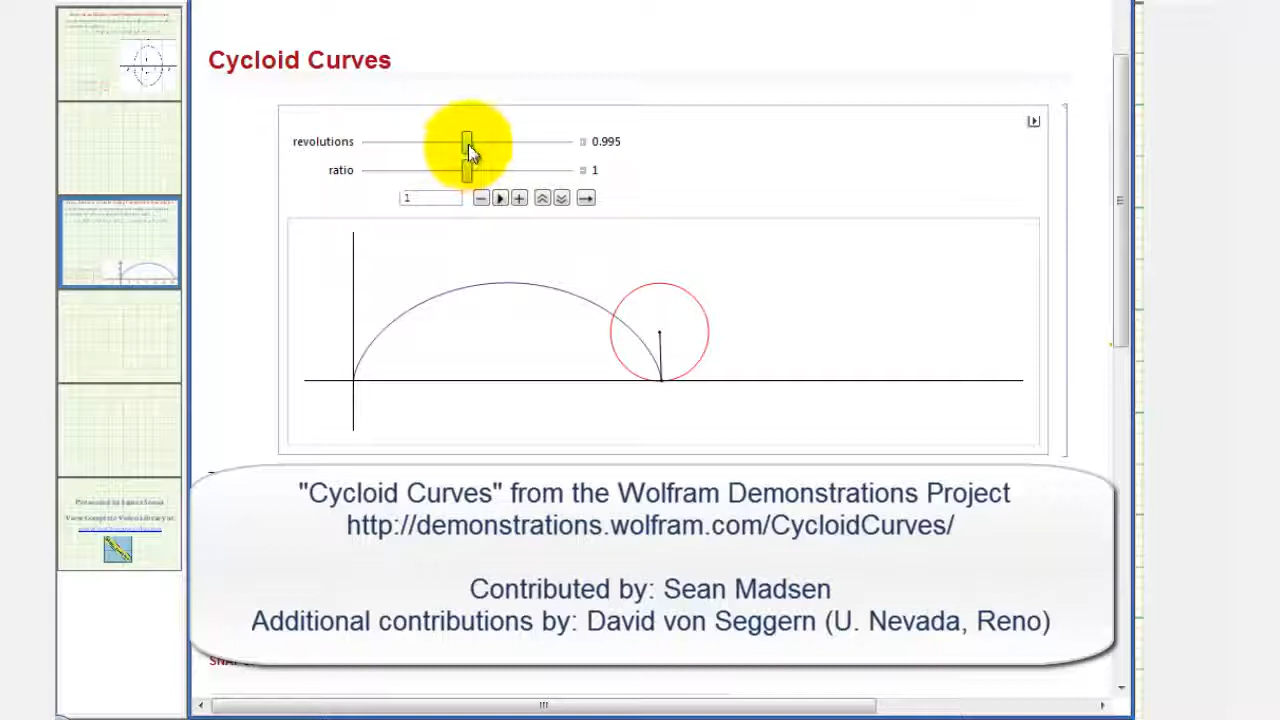 Cycloid Curves
revolutions
0.995
ratio
1
1
"Cycloid Curves" from the Wolfram Demonstrations Project
http://demonstrations.wolfram.com/CycloidCurves/
Contributed by: Sean Madsen
Additional contributions by: David von Seggern (U. Nevada, Reno)